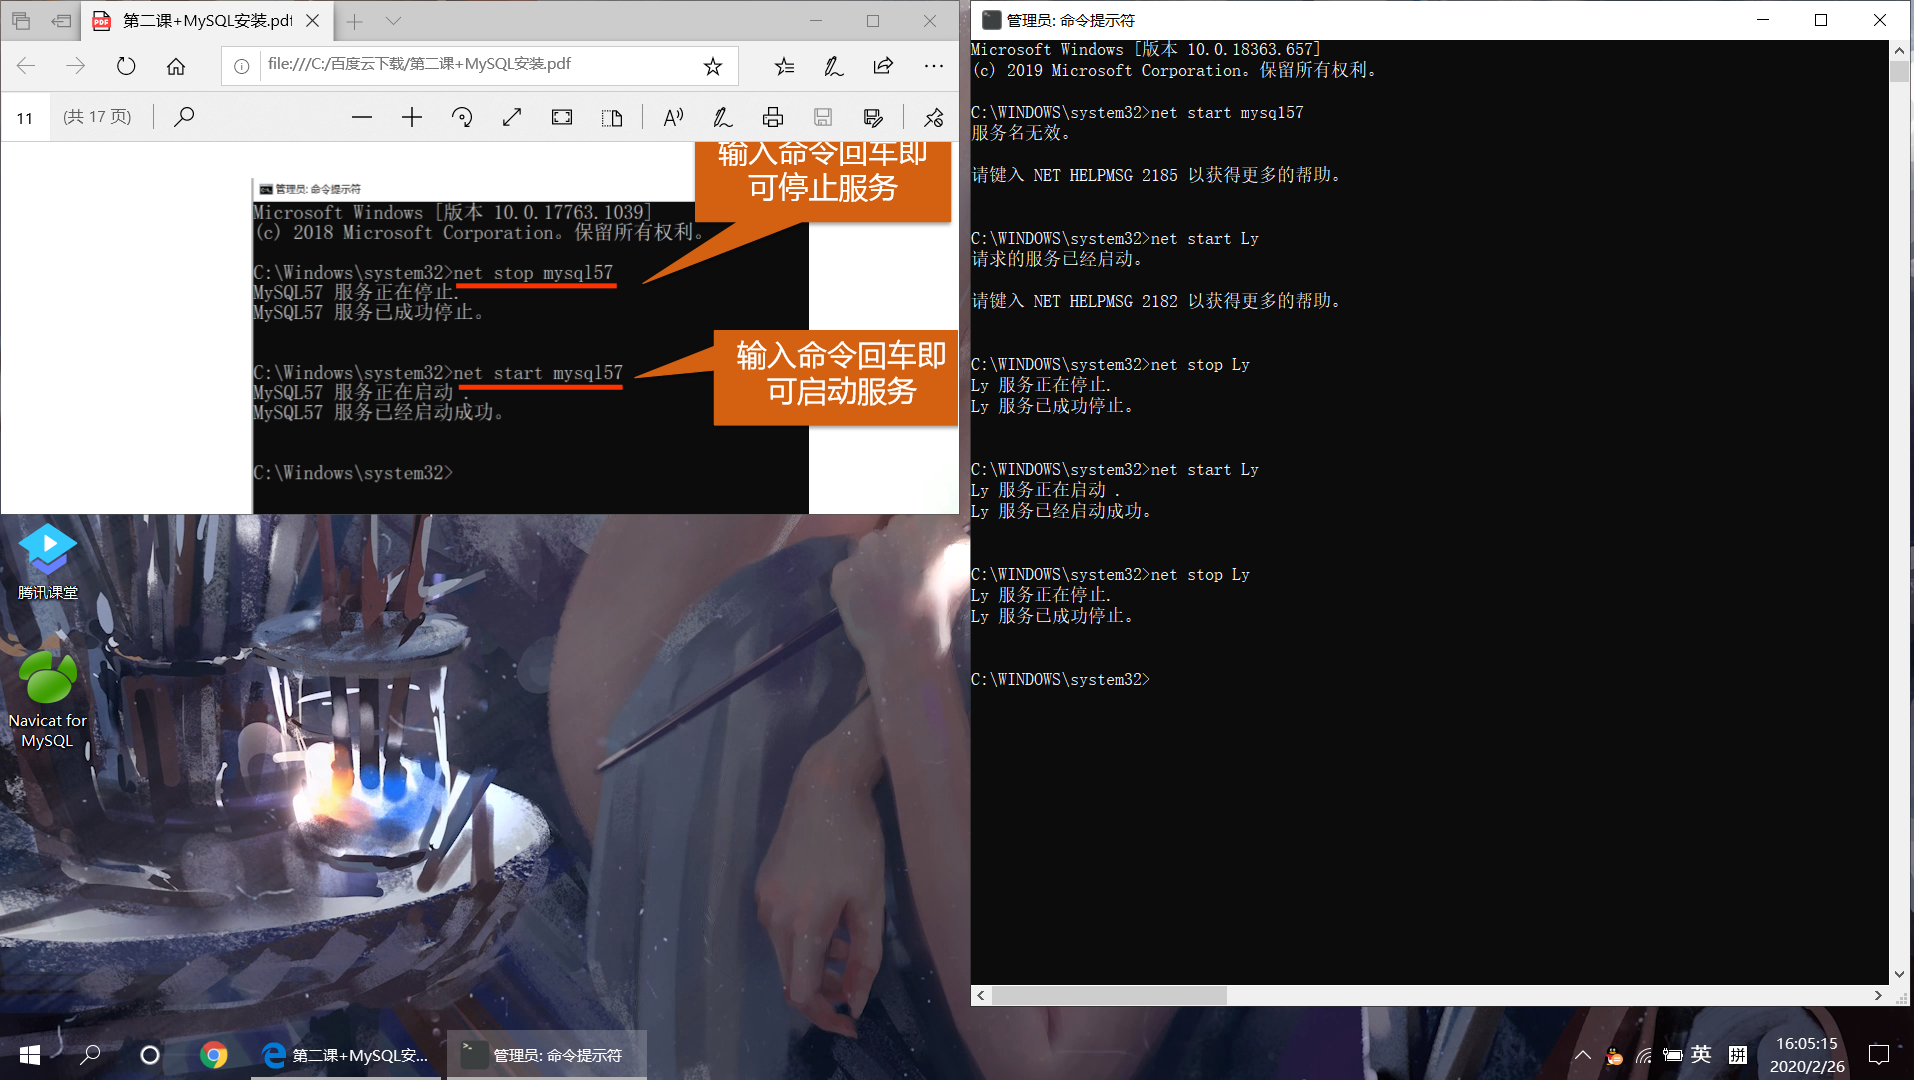 第二课+MySQL安装.pdf
file:///C:/百度云下载/第二课+MySQL安装.pdf
11
(共 17 页)
输入命令回车即
可停止服务
管理员: 命令提示符
Microsoft Windows [版本 10.0.17763.1039]
(c) 2018 Microsoft Corporation。保留所有权利。
C:\Windows\system32>net stop mysql57
MySQL57 服务正在停止.
MySQL57 服务已成功停止。
C:\Windows\system32>net start mysql57
MySQL57 服务正在启动 .
MySQL57 服务已经启动成功。
C:\Windows\system32>
输入命令回车即
可启动服务
腾讯课堂
Navicat for
MySQL
管理员: 命令提示符
Microsoft Windows [版本 10.0.18363.657]
(c) 2019 Microsoft Corporation。保留所有权利。
C:\WINDOWS\system32>net start mysql57
服务名无效。
请键入 NET HELPMSG 2185 以获得更多的帮助。
C:\WINDOWS\system32>net start Ly
请求的服务已经启动。
请键入 NET HELPMSG 2182 以获得更多的帮助。
C:\WINDOWS\system32>net stop Ly
Ly 服务正在停止.
Ly 服务已成功停止。
C:\WINDOWS\system32>net start Ly
Ly 服务正在启动 .
Ly 服务已经启动成功。
C:\WINDOWS\system32>net stop Ly
Ly 服务正在停止.
Ly 服务已成功停止。
C:\WINDOWS\system32>
第二课+MySQL安...
管理员: 命令提示符
英
拼
16:05:15
2020/2/26